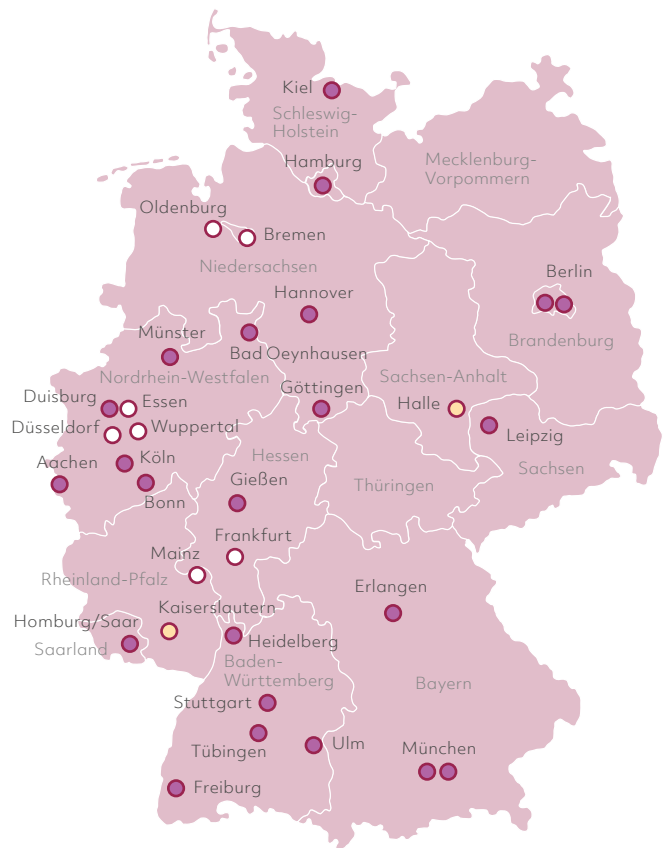 Kiel
Schleswig-
Holstein
Hamburg
Mecklenburg-
Vorpommern
Oldenburg
Bremen
Niedersachsen
Berlin
Hannover
Münster
Brandenburg
Bad Oeynhausen
Nordrhein-Westfalen
Sachsen-Anhalt
Duisburg
Essen
Göttingen
Halle
Düsseldorf
Wuppertal
Leipzig
Aachen
Köln
Hessen
Sachsen
Gießen
Thüringen
Bonn
Frankfurt
Mainz
Rheinland-Pfalz
Erlangen
Kaiserslautern
Homburg/Saar
Heidelberg
Saarland
Baden-
Württemberg
Bayern
Stuttgart
Tübingen
Ulm
München
Freiburg